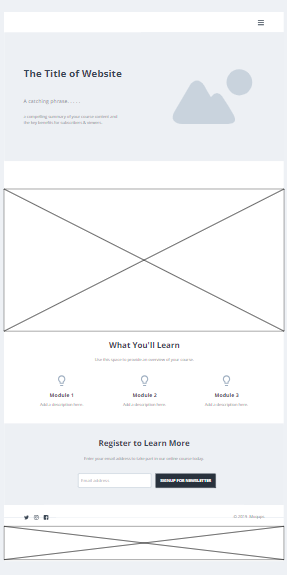 The Title of Website
A catching phrase. . . . .
a compelling summary of your course content and
the key benefits for subscribers & viewers.
What You'll Learn
Use this space to provide an overview of your course.
Module 1
Module 2
Module 3
Add a description here.
Add a description here.
Add a description here.
Register to Learn More
Enter your email address to take part to our online course today.
Email address
SIGNUP FOR NEWSLETTER
© 2019